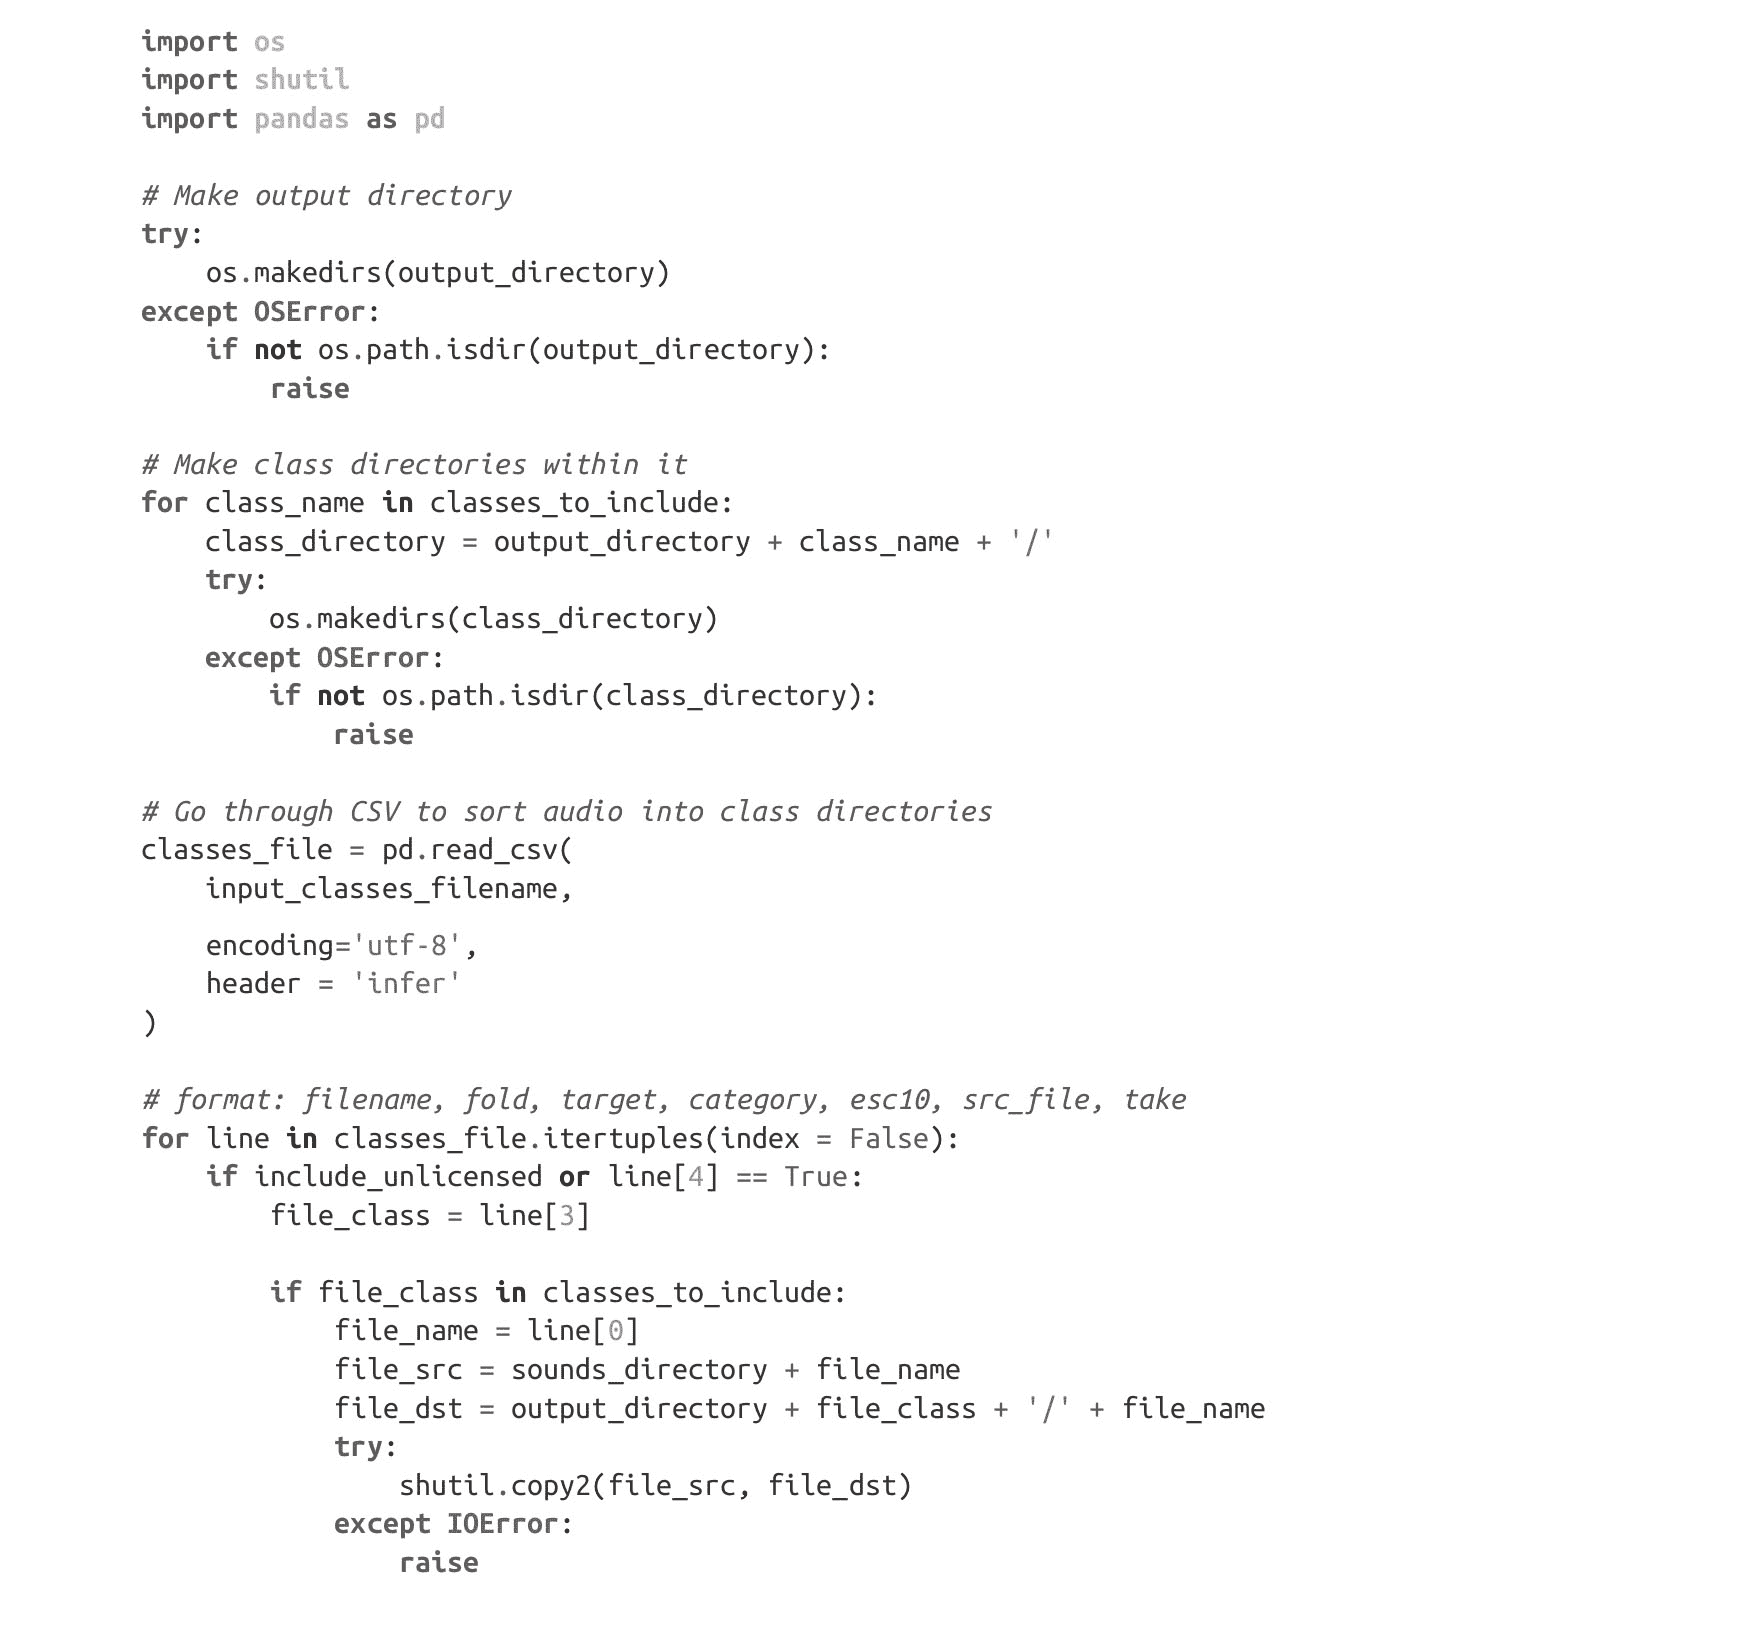 import os
import shutil
import pandas as pd

# Make output directory
try:
    os.makedirs(output_directory)
except OSError:
    if not os.path.isdir(output_directory):
        raise

# Make class directories within it
for class_name in classes_to_include:
    class_directory = output_directory + class_name + '/'
    try:
        os.makedirs(class_directory)
    except OSError:
        if not os.path.isdir(class_directory):
            raise

# Go through CSV to sort audio into class directories
classes_file = pd.read_csv(
    input_classes_filename,
    encoding='utf-8',
    header = 'infer'
)

# format: filename, fold, target, category, esc10, src_file, take
for line in classes_file.itertuples(index = False):
    if include_unlicensed or line[4] == True:
        file_class = line[3]

        if file_class in classes_to_include:
            file_name = line[0]
            file_src = sounds_directory + file_name
            file_dst = output_directory + file_class + '/' + file_name
            try:
                shutil.copy2(file_src, file_dst)
            except IOError:
                raise